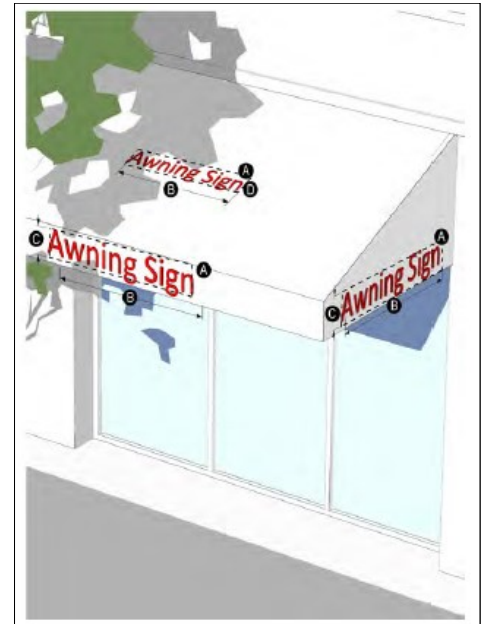 Awning Sign A
B D
C Awning Sign A
B
A
Awning Sign
C B